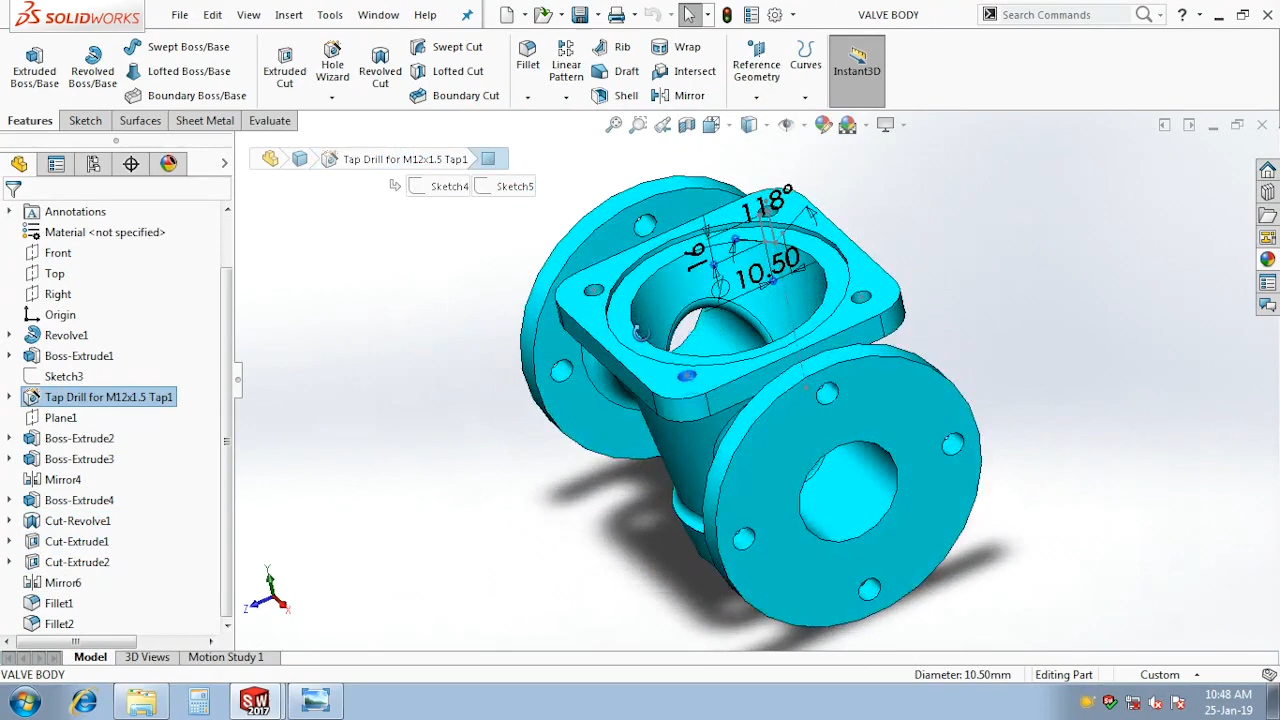 SOLIDWORKS File Edit View Insert Tools Window Help VALVE BODY Search Commands ?
Extruded Boss/Base
Revolved Boss/Base
Swept Boss/Base
Lofted Boss/Base
Boundary Boss/Base
Extruded Cut
Hole Wizard
Revolved Cut
Swept Cut
Lofted Cut
Boundary Cut
Fillet
Linear Pattern
Rib
Draft
Shell
Wrap
Intersect
Mirror
Reference Geometry
Curves
Instant3D
Features Sketch Surfaces Sheet Metal Evaluate
Tap Drill for M12x1.5 Tap1
Sketch4 Sketch5
Annotations
Material <not specified>
Front
Top
Right
Origin
Revolve1
Boss-Extrude1
Sketch3
Tap Drill for M12x1.5 Tap1
Plane1
Boss-Extrude2
Boss-Extrude3
Mirror4
Boss-Extrude4
Cut-Revolve1
Cut-Extrude1
Cut-Extrude2
Mirror6
Fillet1
Fillet2
118°
16
10.50
Y
Z X
Model 3D Views Motion Study 1
VALVE BODY Diameter: 10.50mm Editing Part Custom
SW
2017
10:48 AM
25-Jan-19